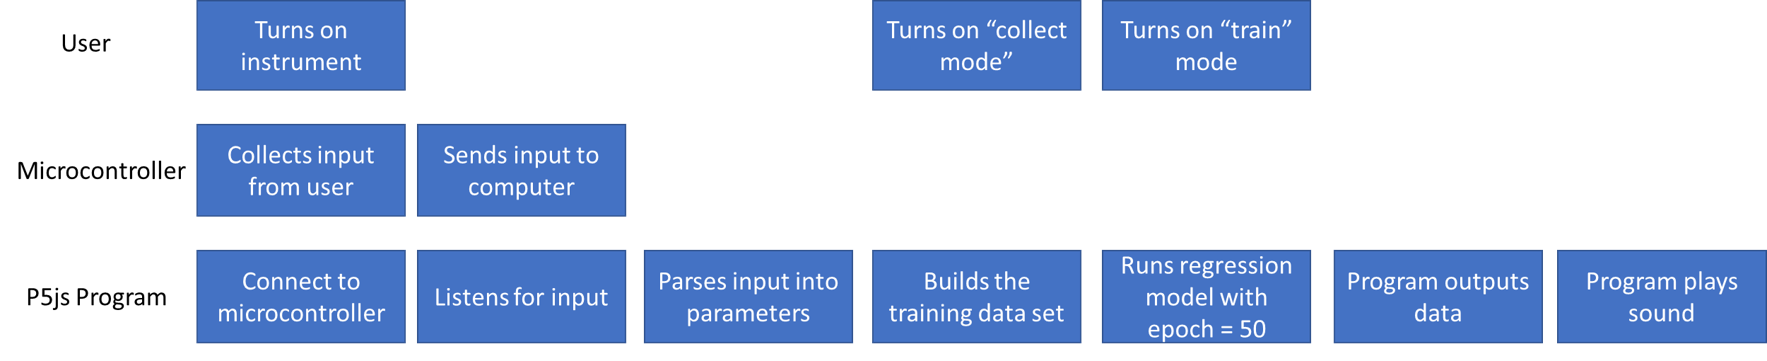 User
Turns on
instrument
Turns on “collect
mode”
Turns on “train”
mode
Microcontroller
Collects input
from user
Sends input to
computer
P5js Program
Connect to
microcontroller
Listens for input
Parses input into
parameters
Builds the
training data set
Runs regression
model with
epoch = 50
Program outputs
data
Program plays
sound